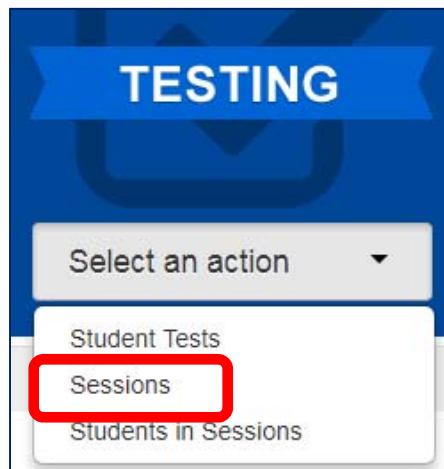 TESTING
Select an action
Student Tests
Sessions
Students in Sessions